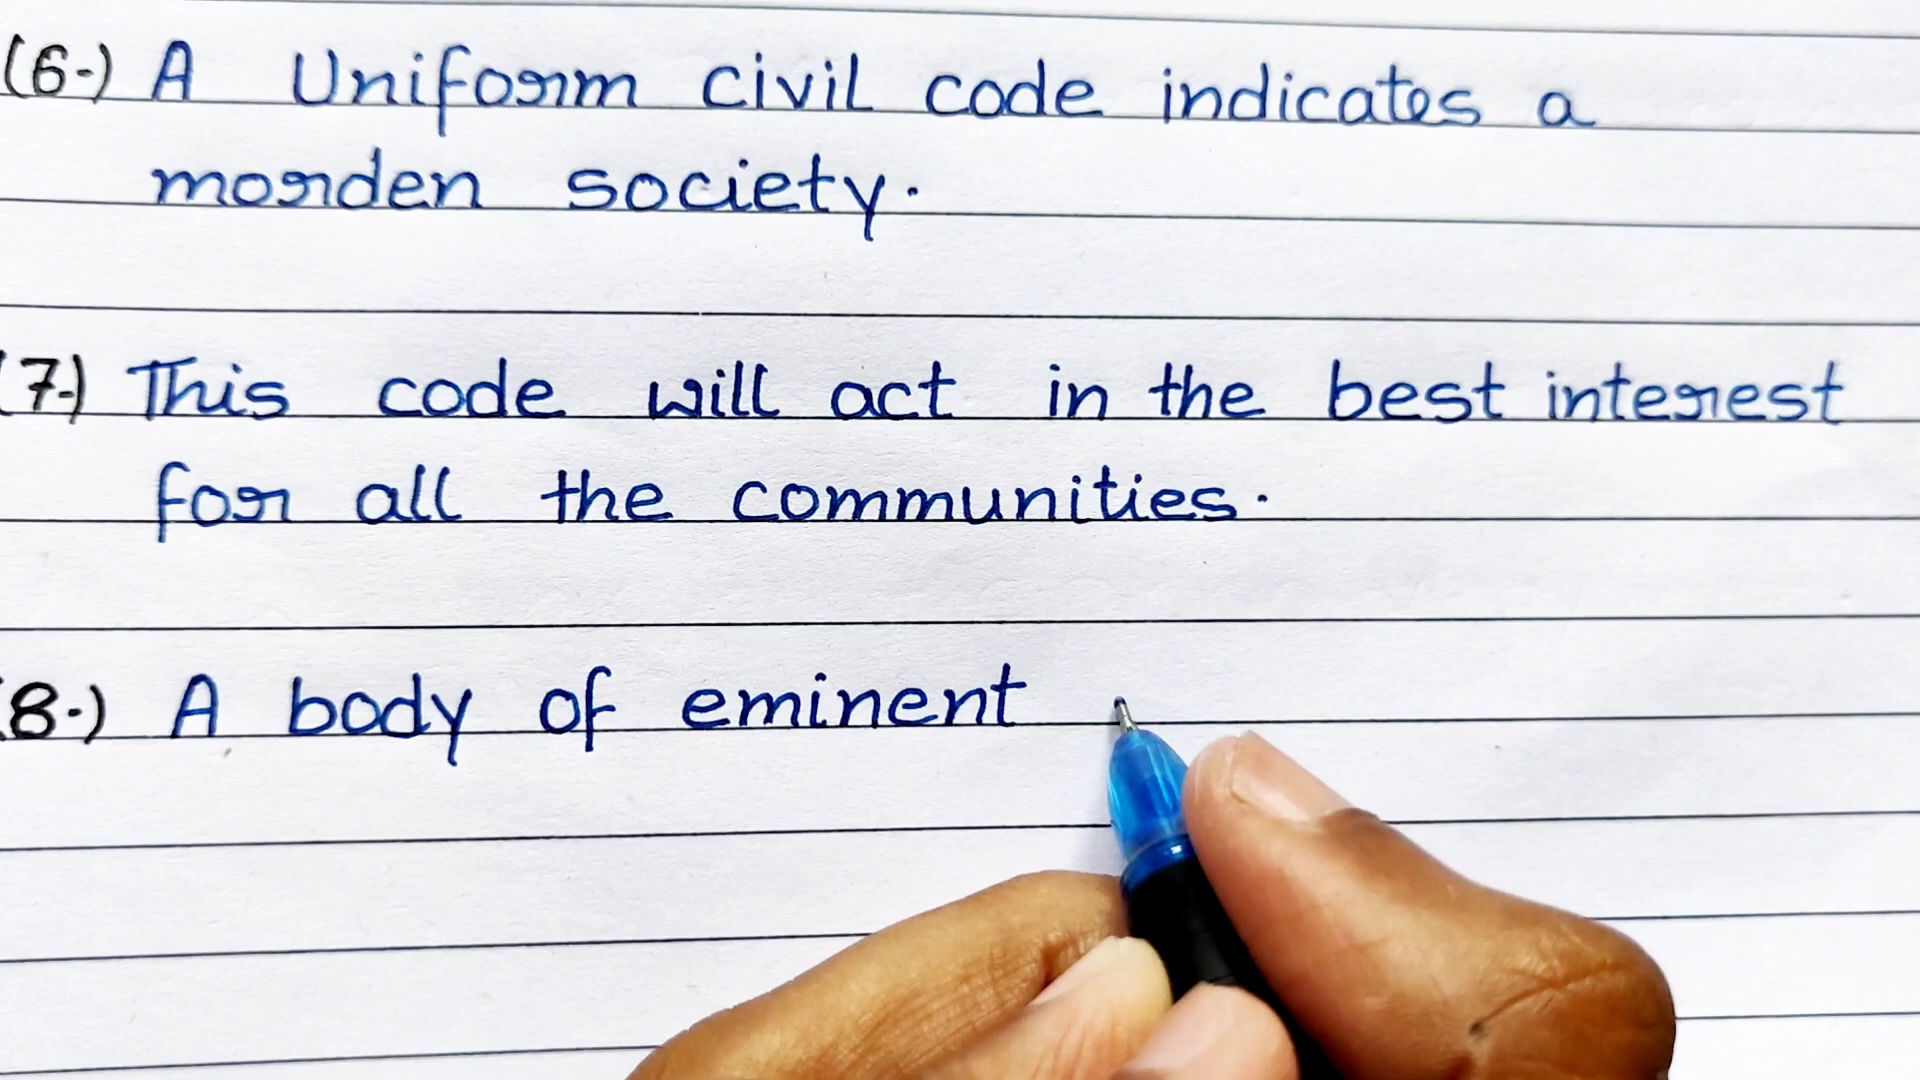 (6.) A Uniform civil code indicates a
morden society.
(7.) This code will act in the best interest
for all the communities.
(8.) A body of eminent